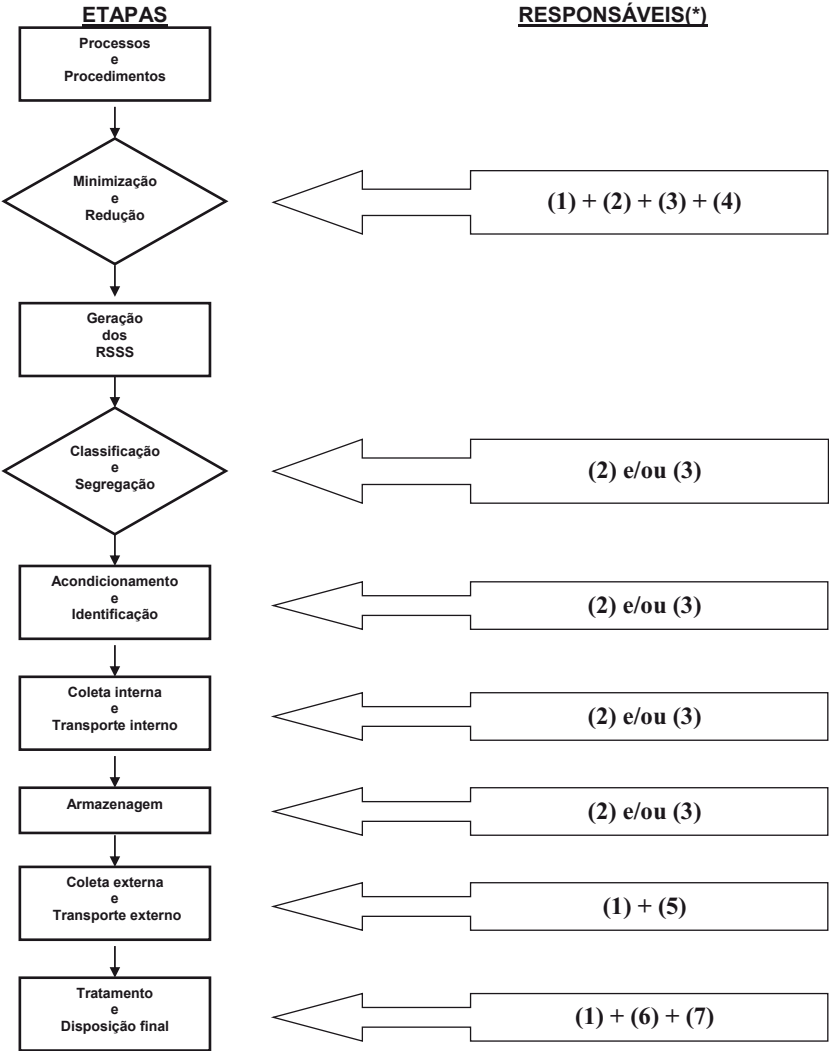 ETAPAS
RESPONSÁVEIS(*)
Processos
e
Procedimentos
Minimização
e
Redução
(1) + (2) + (3) + (4)
Geração
dos
RSSS
Classificação
e
Segregação
(2) e/ou (3)
Acondicionamento
e
Identificação
(2) e/ou (3)
Coleta interna
e
Transporte interno
(2) e/ou (3)
Armazenagem
(2) e/ou (3)
Coleta externa
e
Transporte externo
(1) + (5)
Tratamento
e
Disposição final
(1) + (6) + (7)